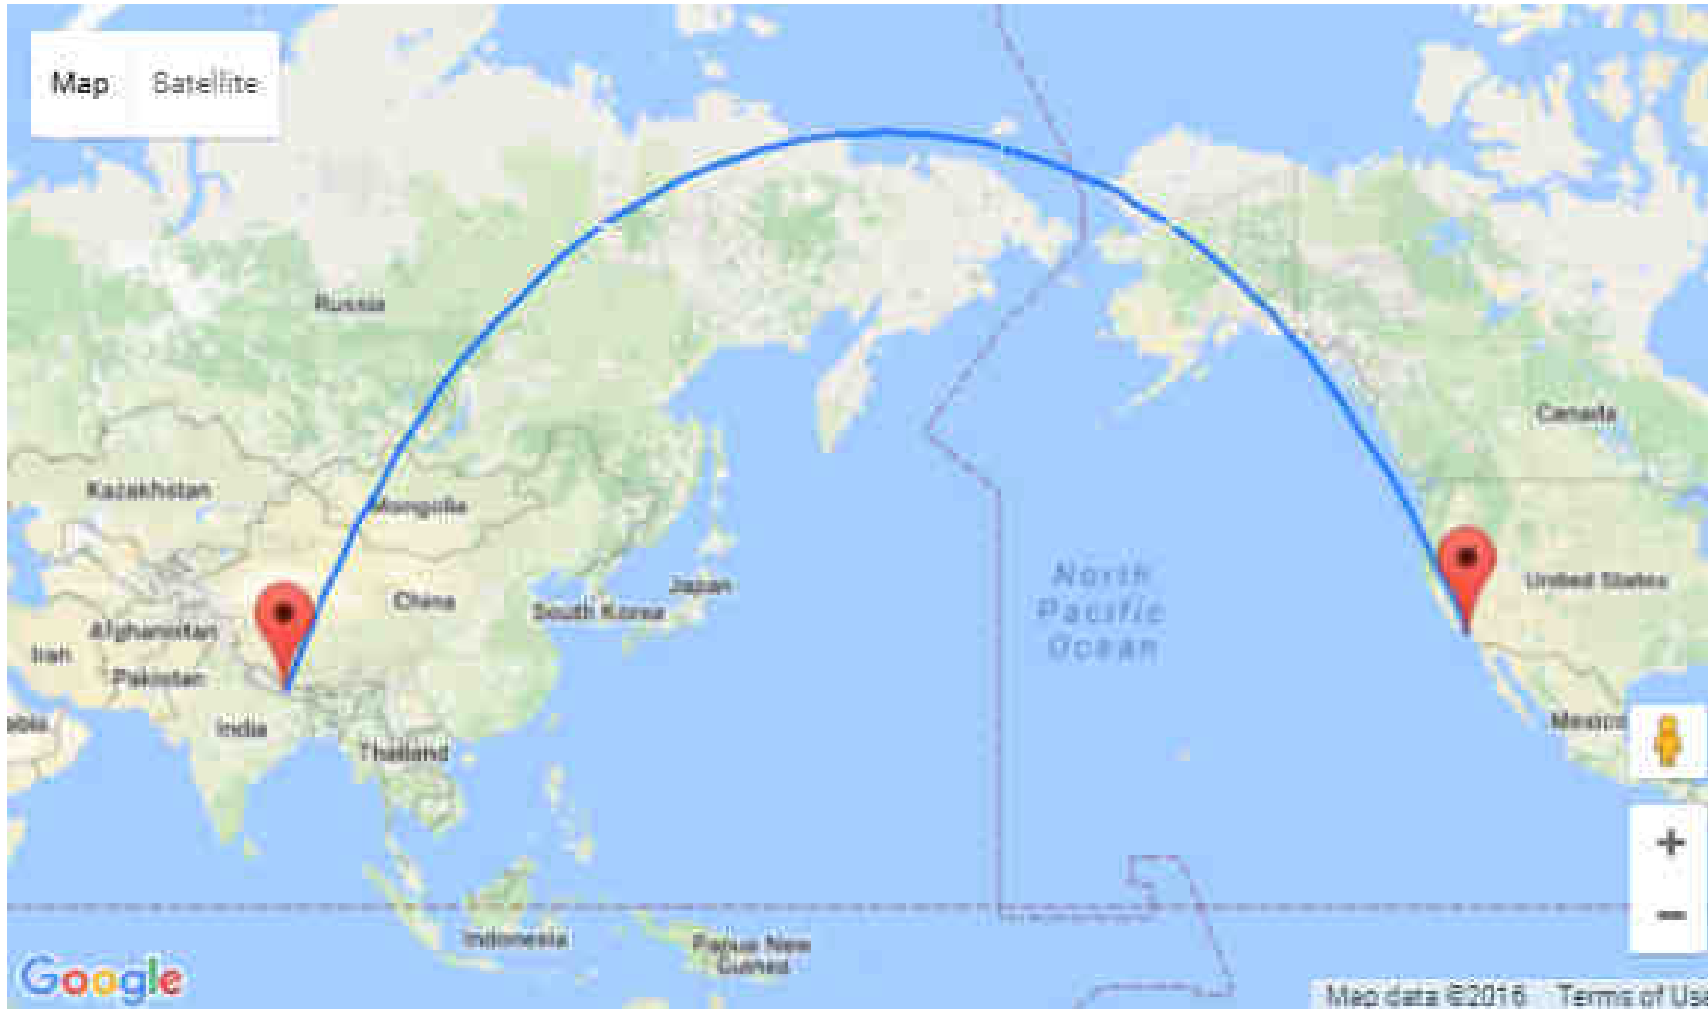 Map Satellite
Russia
Canada
Kazakhstan
Mongolia
North
Pacific
Ocean
Japan
United States
China
South Korea
Afghanistan
Iran
Pakistan
India
Mexico
Thailand
+
−
Indonesia
Papua New
Guinea
Google
Map data ©2016 Terms of Use